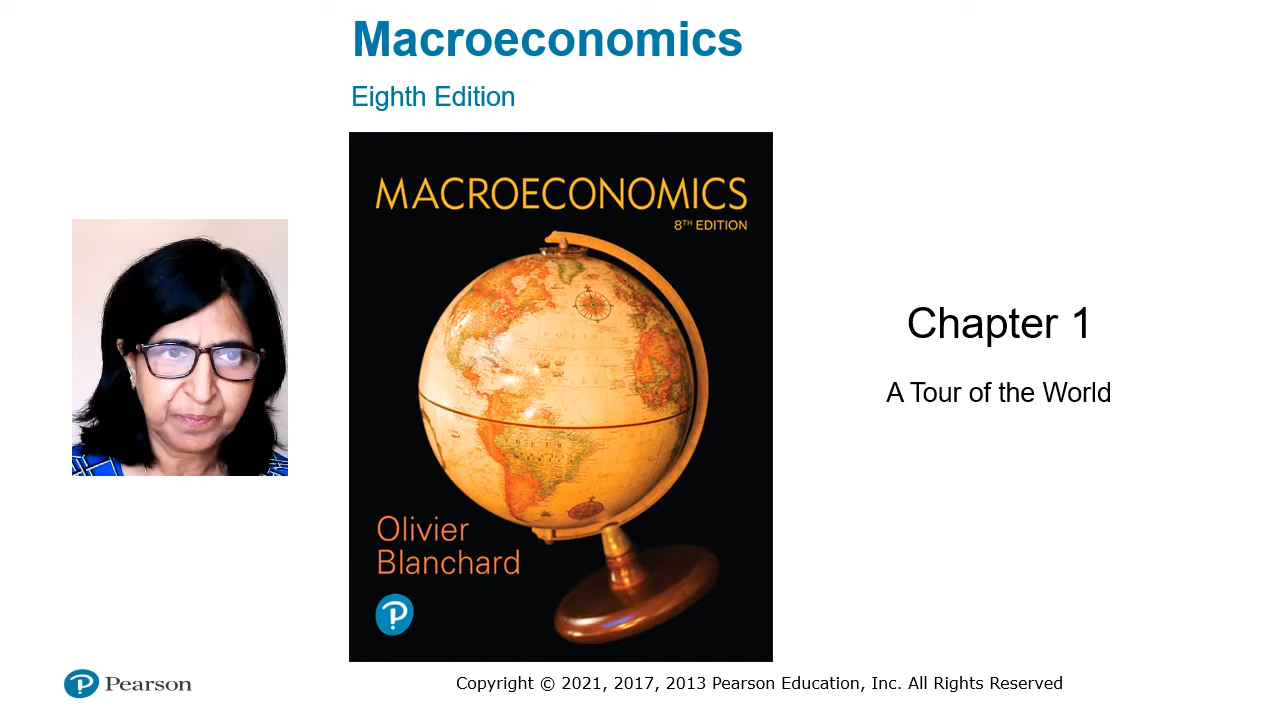 Macroeconomics
Eighth Edition
MACROECONOMICS
8TH EDITION
Olivier
Blanchard
P
Chapter 1
A Tour of the World
P Pearson
Copyright © 2021, 2017, 2013 Pearson Education, Inc. All Rights Reserved